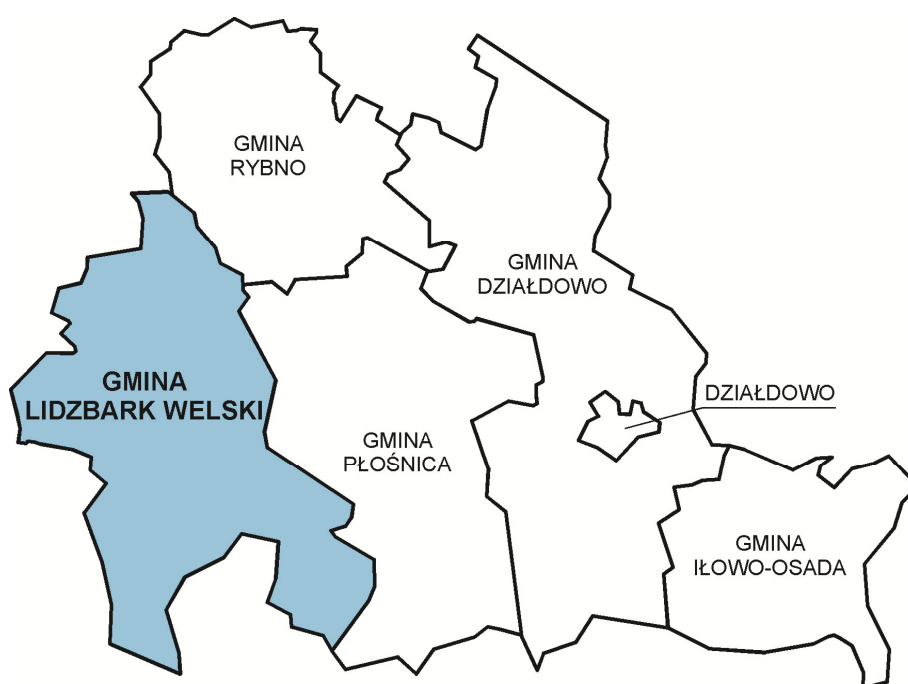 GMINA
RYBNO
GMINA
DZIAŁDOWO
GMINA
LIDZBARK WELSKI
DZIAŁDOWO
GMINA
PŁOŚNICA
GMINA
IŁOWO-OSADA